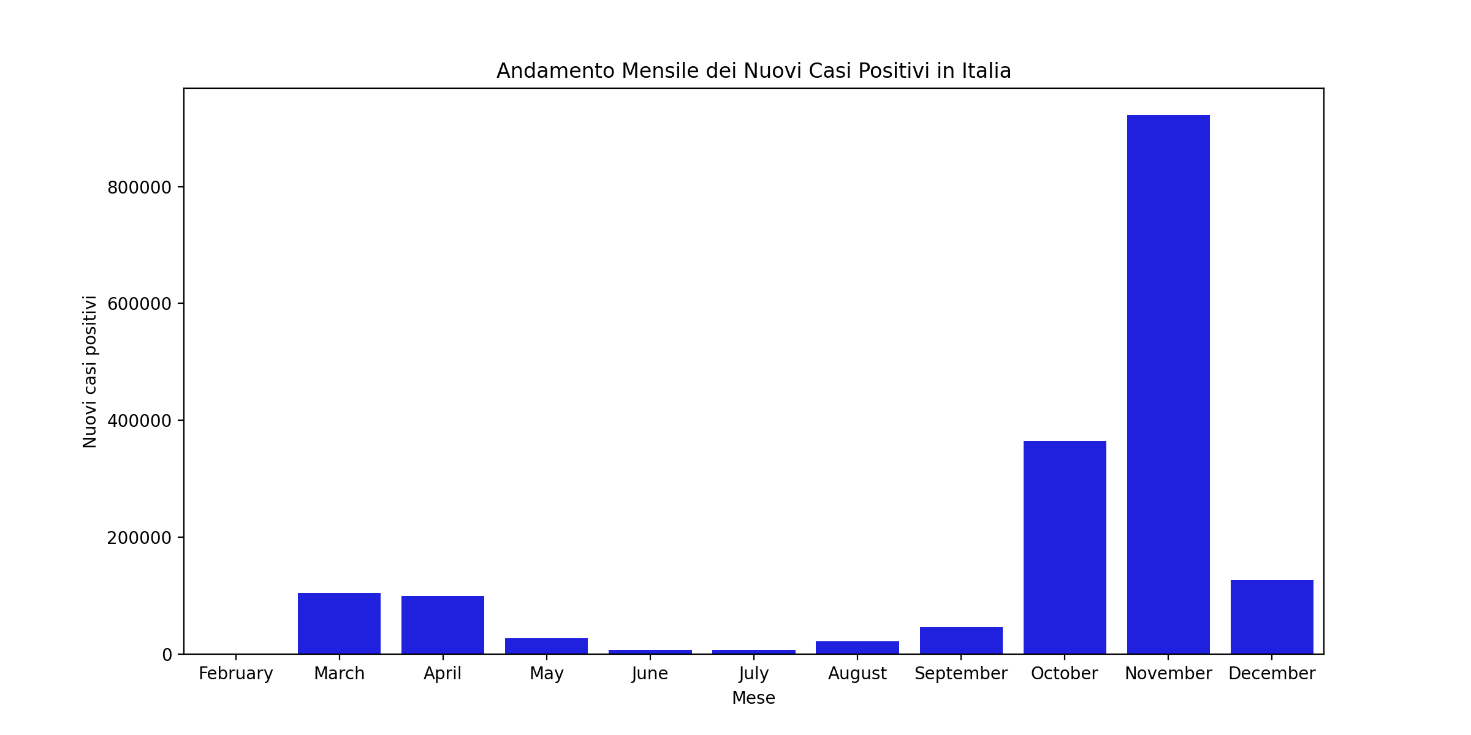 Andamento Mensile dei Nuovi Casi Positivi in Italia
Nuovi casi positivi
800000
600000
400000
200000
0
February March April May June July August September October November December
Mese